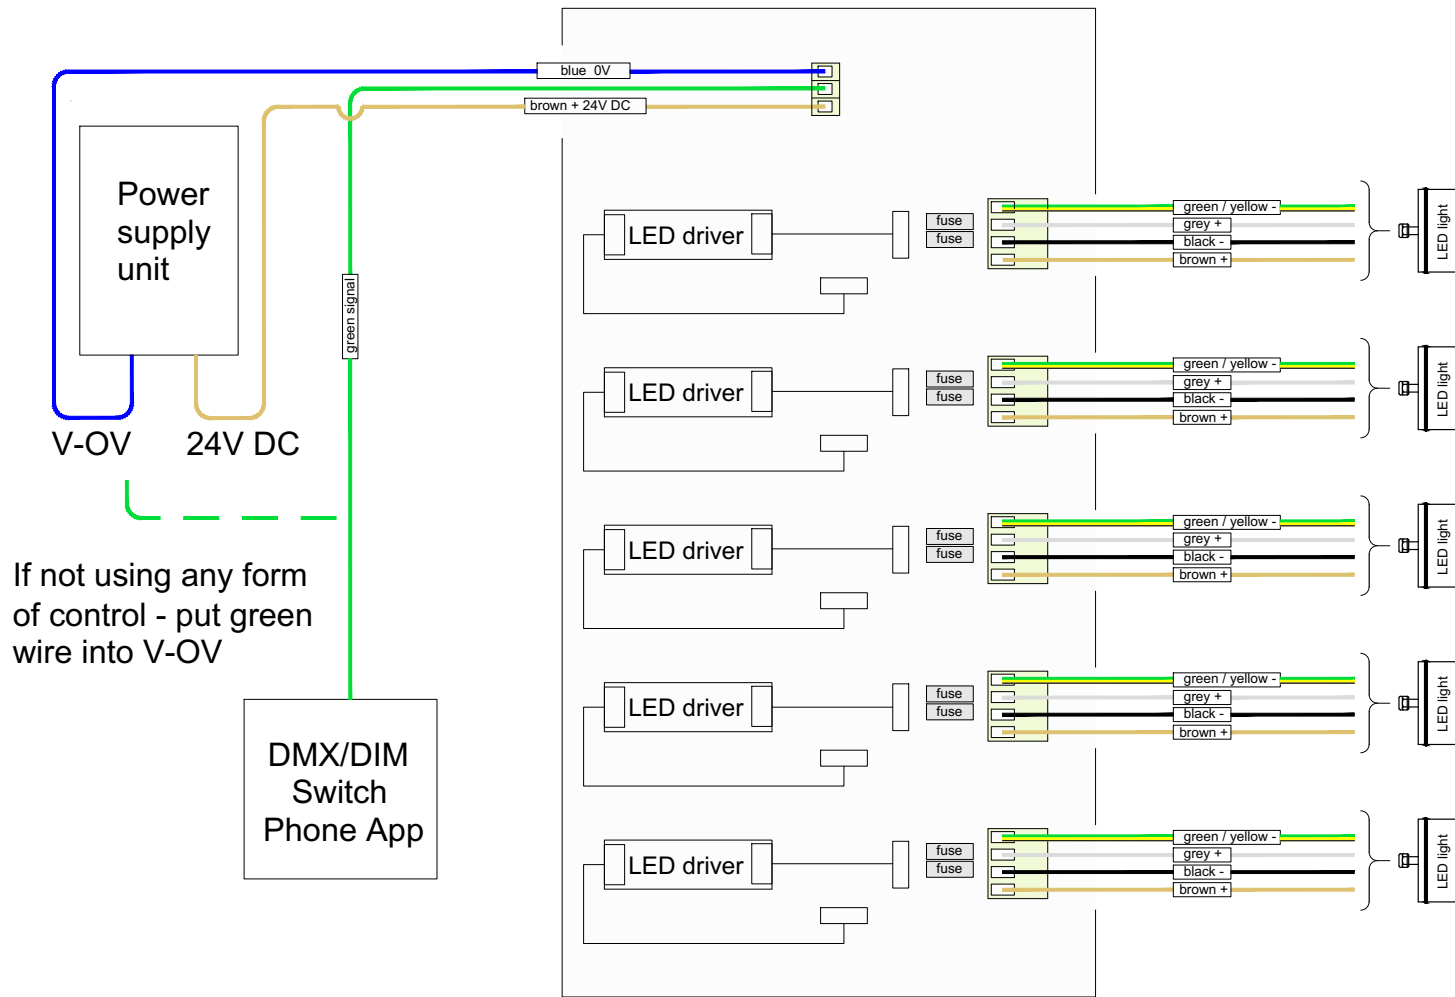 blue 0V
brown + 24V DC
Power
supply
unit
green signal
V-OV
24V DC
If not using any form
of control - put green
wire into V-OV
DMX/DIM
Switch
Phone App
LED driver
fuse
fuse
green / yellow -
grey +
black -
brown +
LED light
LED driver
fuse
fuse
green / yellow -
grey +
black -
brown +
LED light
LED driver
fuse
fuse
green / yellow -
grey +
black -
brown +
LED light
LED driver
fuse
fuse
green / yellow -
grey +
black -
brown +
LED light
LED driver
fuse
fuse
green / yellow -
grey +
black -
brown +
LED light